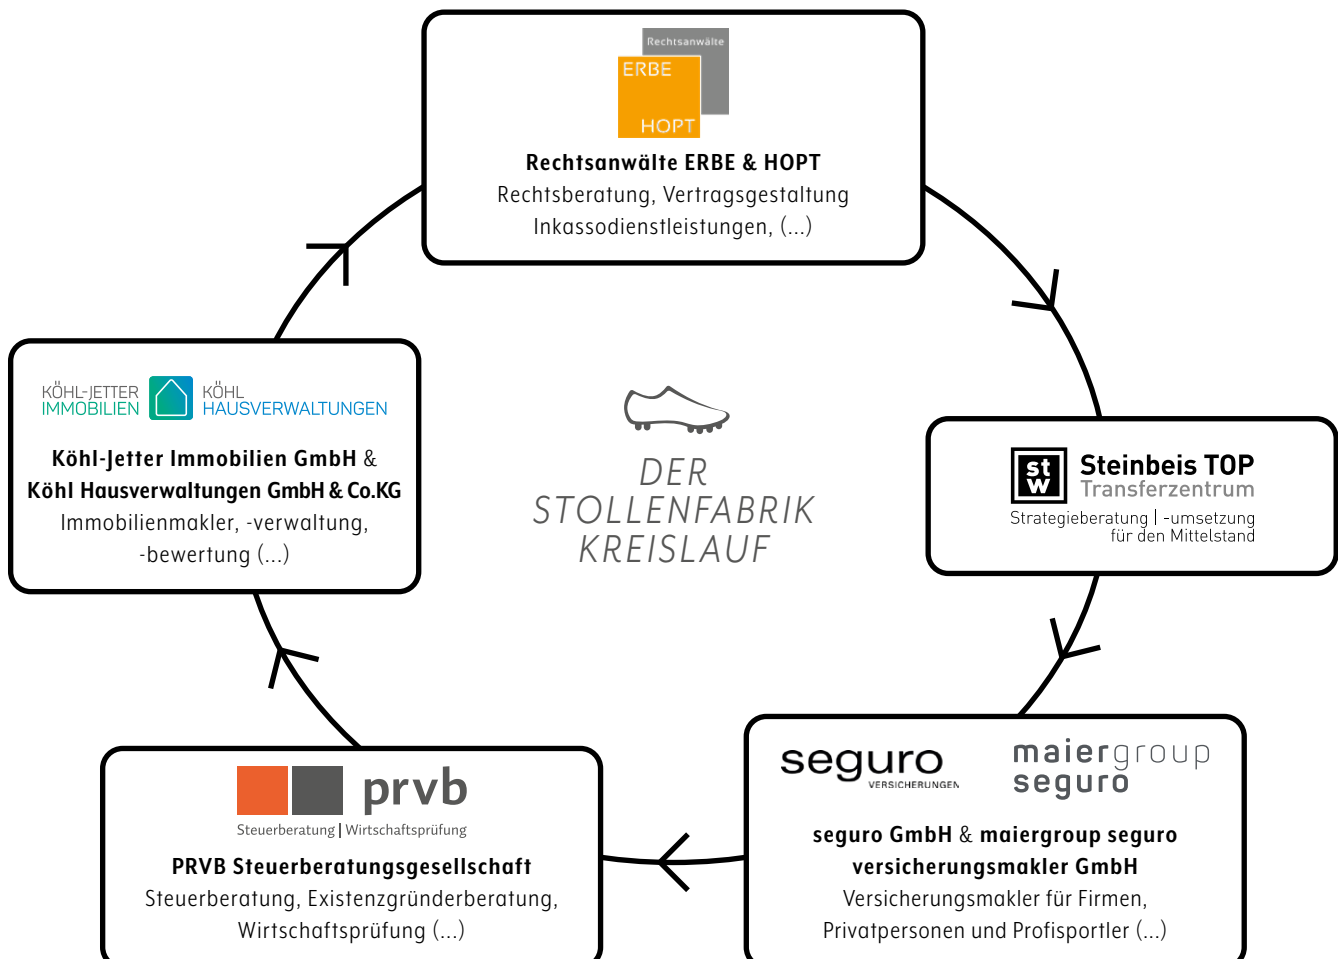 Rechtsanwälte
ERBE
HOPT
Rechtsanwälte ERBE & HOPT
Rechtsberatung, Vertragsgestaltung
Inkassodienstleistungen, (...)
KÖHL-JETTER
IMMOBILIEN
KÖHL
HAUSVERWALTUNGEN
Köhl-Jetter Immobilien GmbH &
Köhl Hausverwaltungen GmbH & Co.KG
Immobilienmakler, -verwaltung,
-bewertung (...)
DER
STOLLENFABRIK
KREISLAUF
stw
Steinbeis TOP
Transferzentrum
Strategieberatung | -umsetzung
für den Mittelstand
prvb
Steuerberatung | Wirtschaftsprüfung
PRVB Steuerberatungsgesellschaft
Steuerberatung, Existenzgründerberatung,
Wirtschaftsprüfung (...)
seguro
VERSICHERUNGEN
maiergroup
seguro
seguro GmbH & maiergroup seguro
versicherungsmakler GmbH
Versicherungsmakler für Firmen,
Privatpersonen und Profisportler (...)